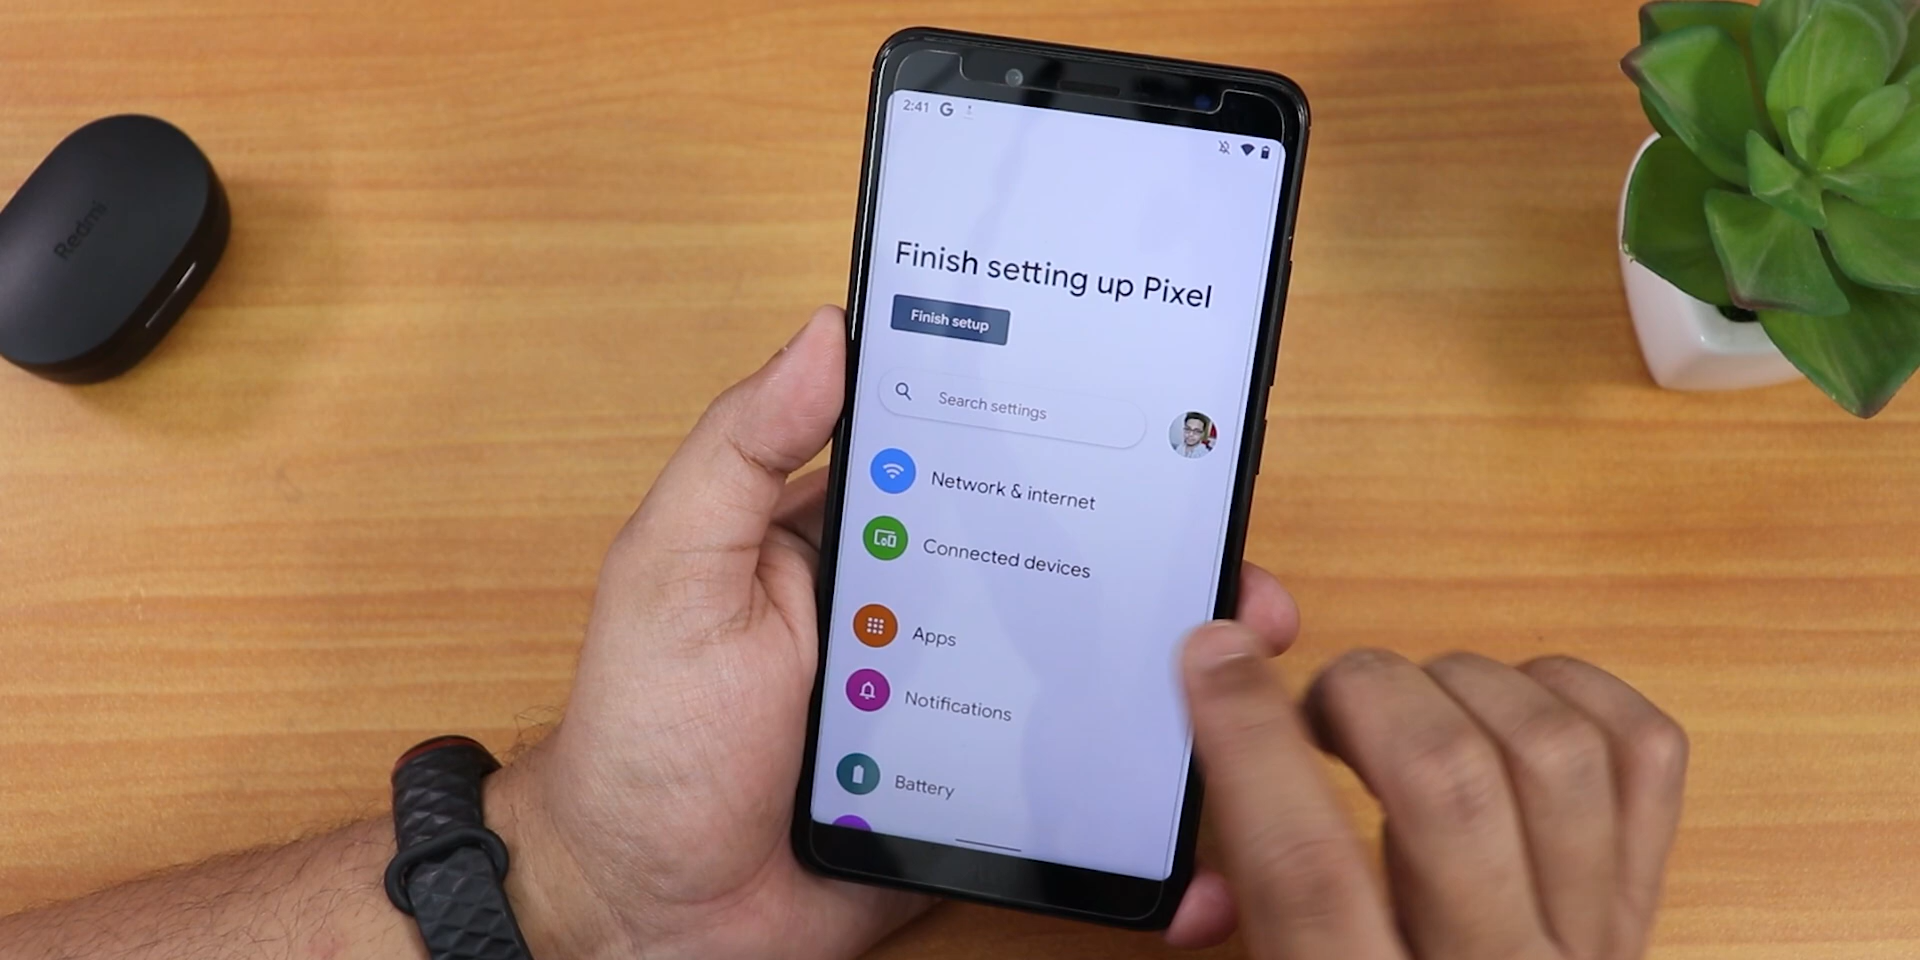 Redmi
2:41 G
Finish setting up Pixel
Finish setup
Search settings
Network & internet
Connected devices
Apps
Notifications
Battery